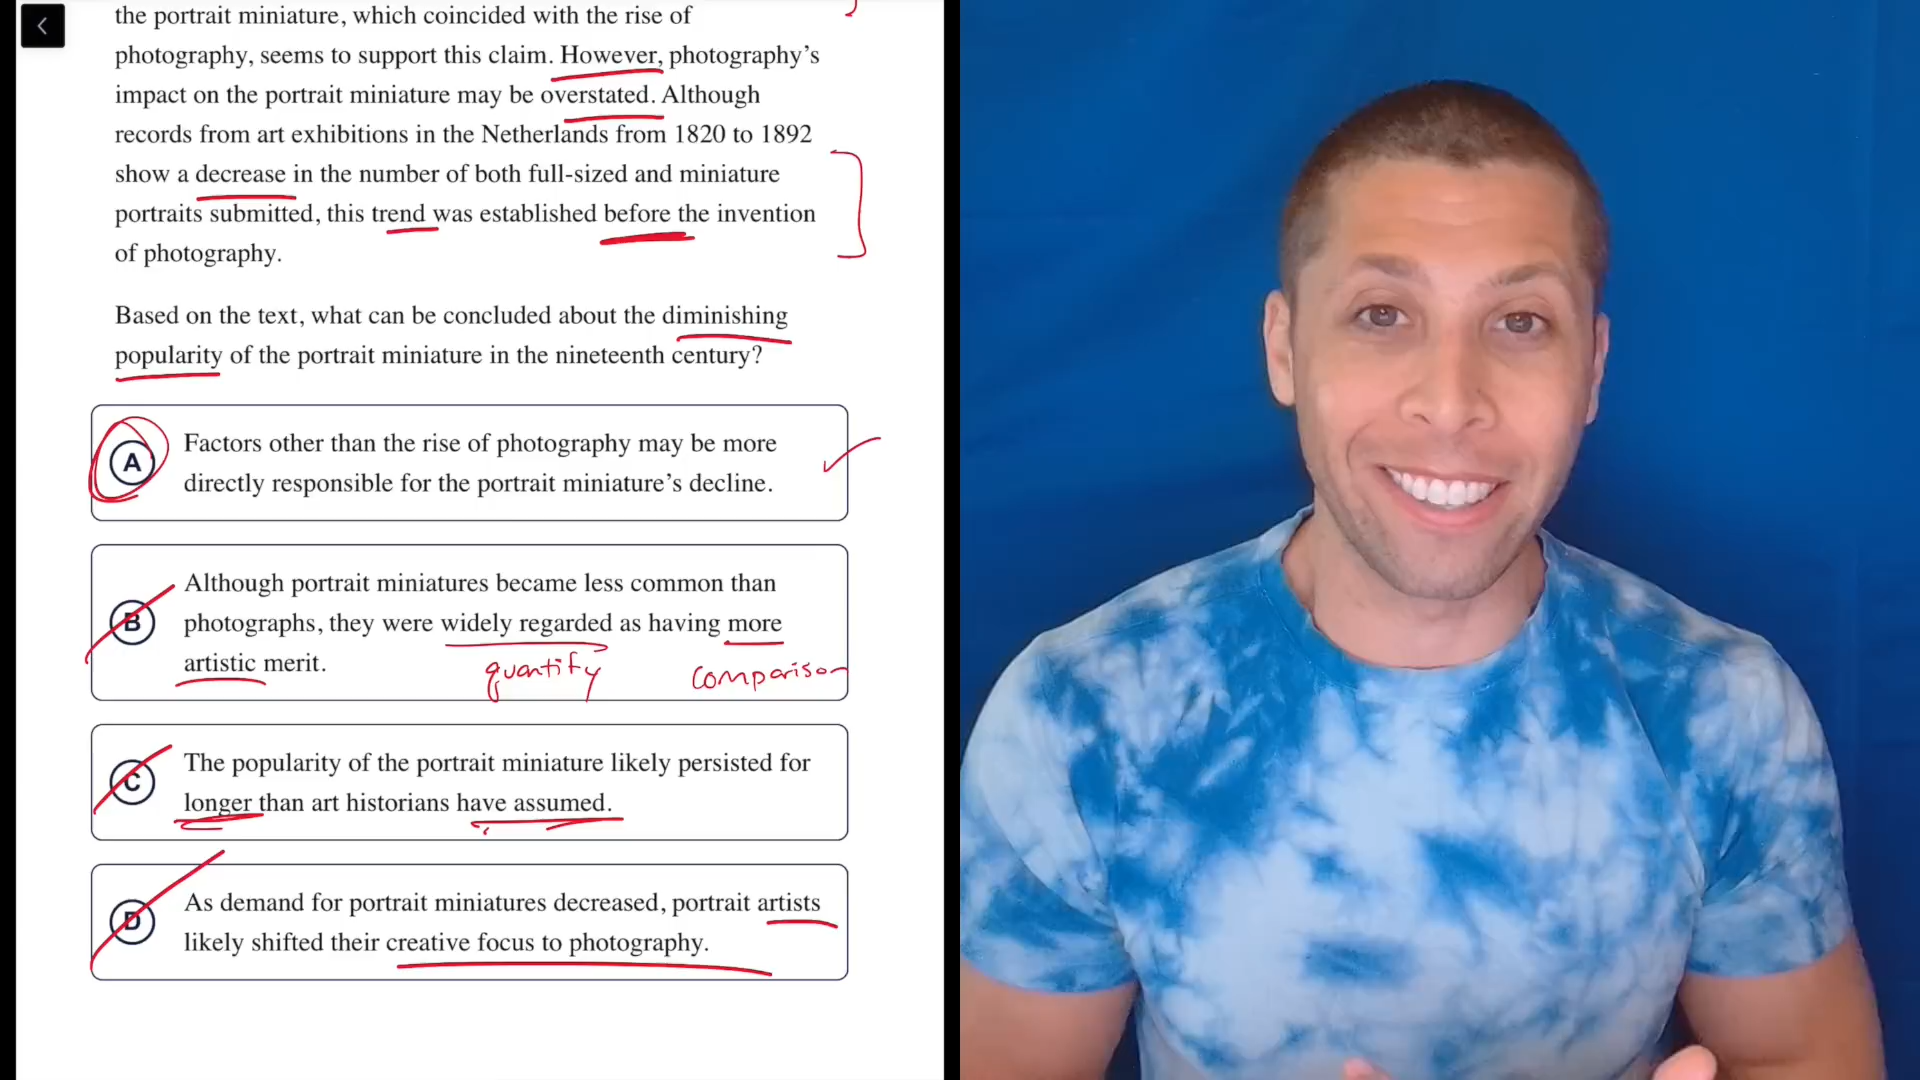 the portrait miniature, which coincided with the rise of
photography, seems to support this claim. However, photography's
impact on the portrait miniature may be overstated. Although
records from art exhibitions in the Netherlands from 1820 to 1892
show a decrease in the number of both full-sized and miniature
portraits submitted, this trend was established before the invention
of photography.
Based on the text, what can be concluded about the diminishing
popularity of the portrait miniature in the nineteenth century?
A Factors other than the rise of photography may be more
directly responsible for the portrait miniature's decline.
B Although portrait miniatures became less common than
photographs, they were widely regarded as having more
artistic merit.
quantify comparison
C The popularity of the portrait miniature likely persisted for
longer than art historians have assumed.
D As demand for portrait miniatures decreased, portrait artists
likely shifted their creative focus to photography.